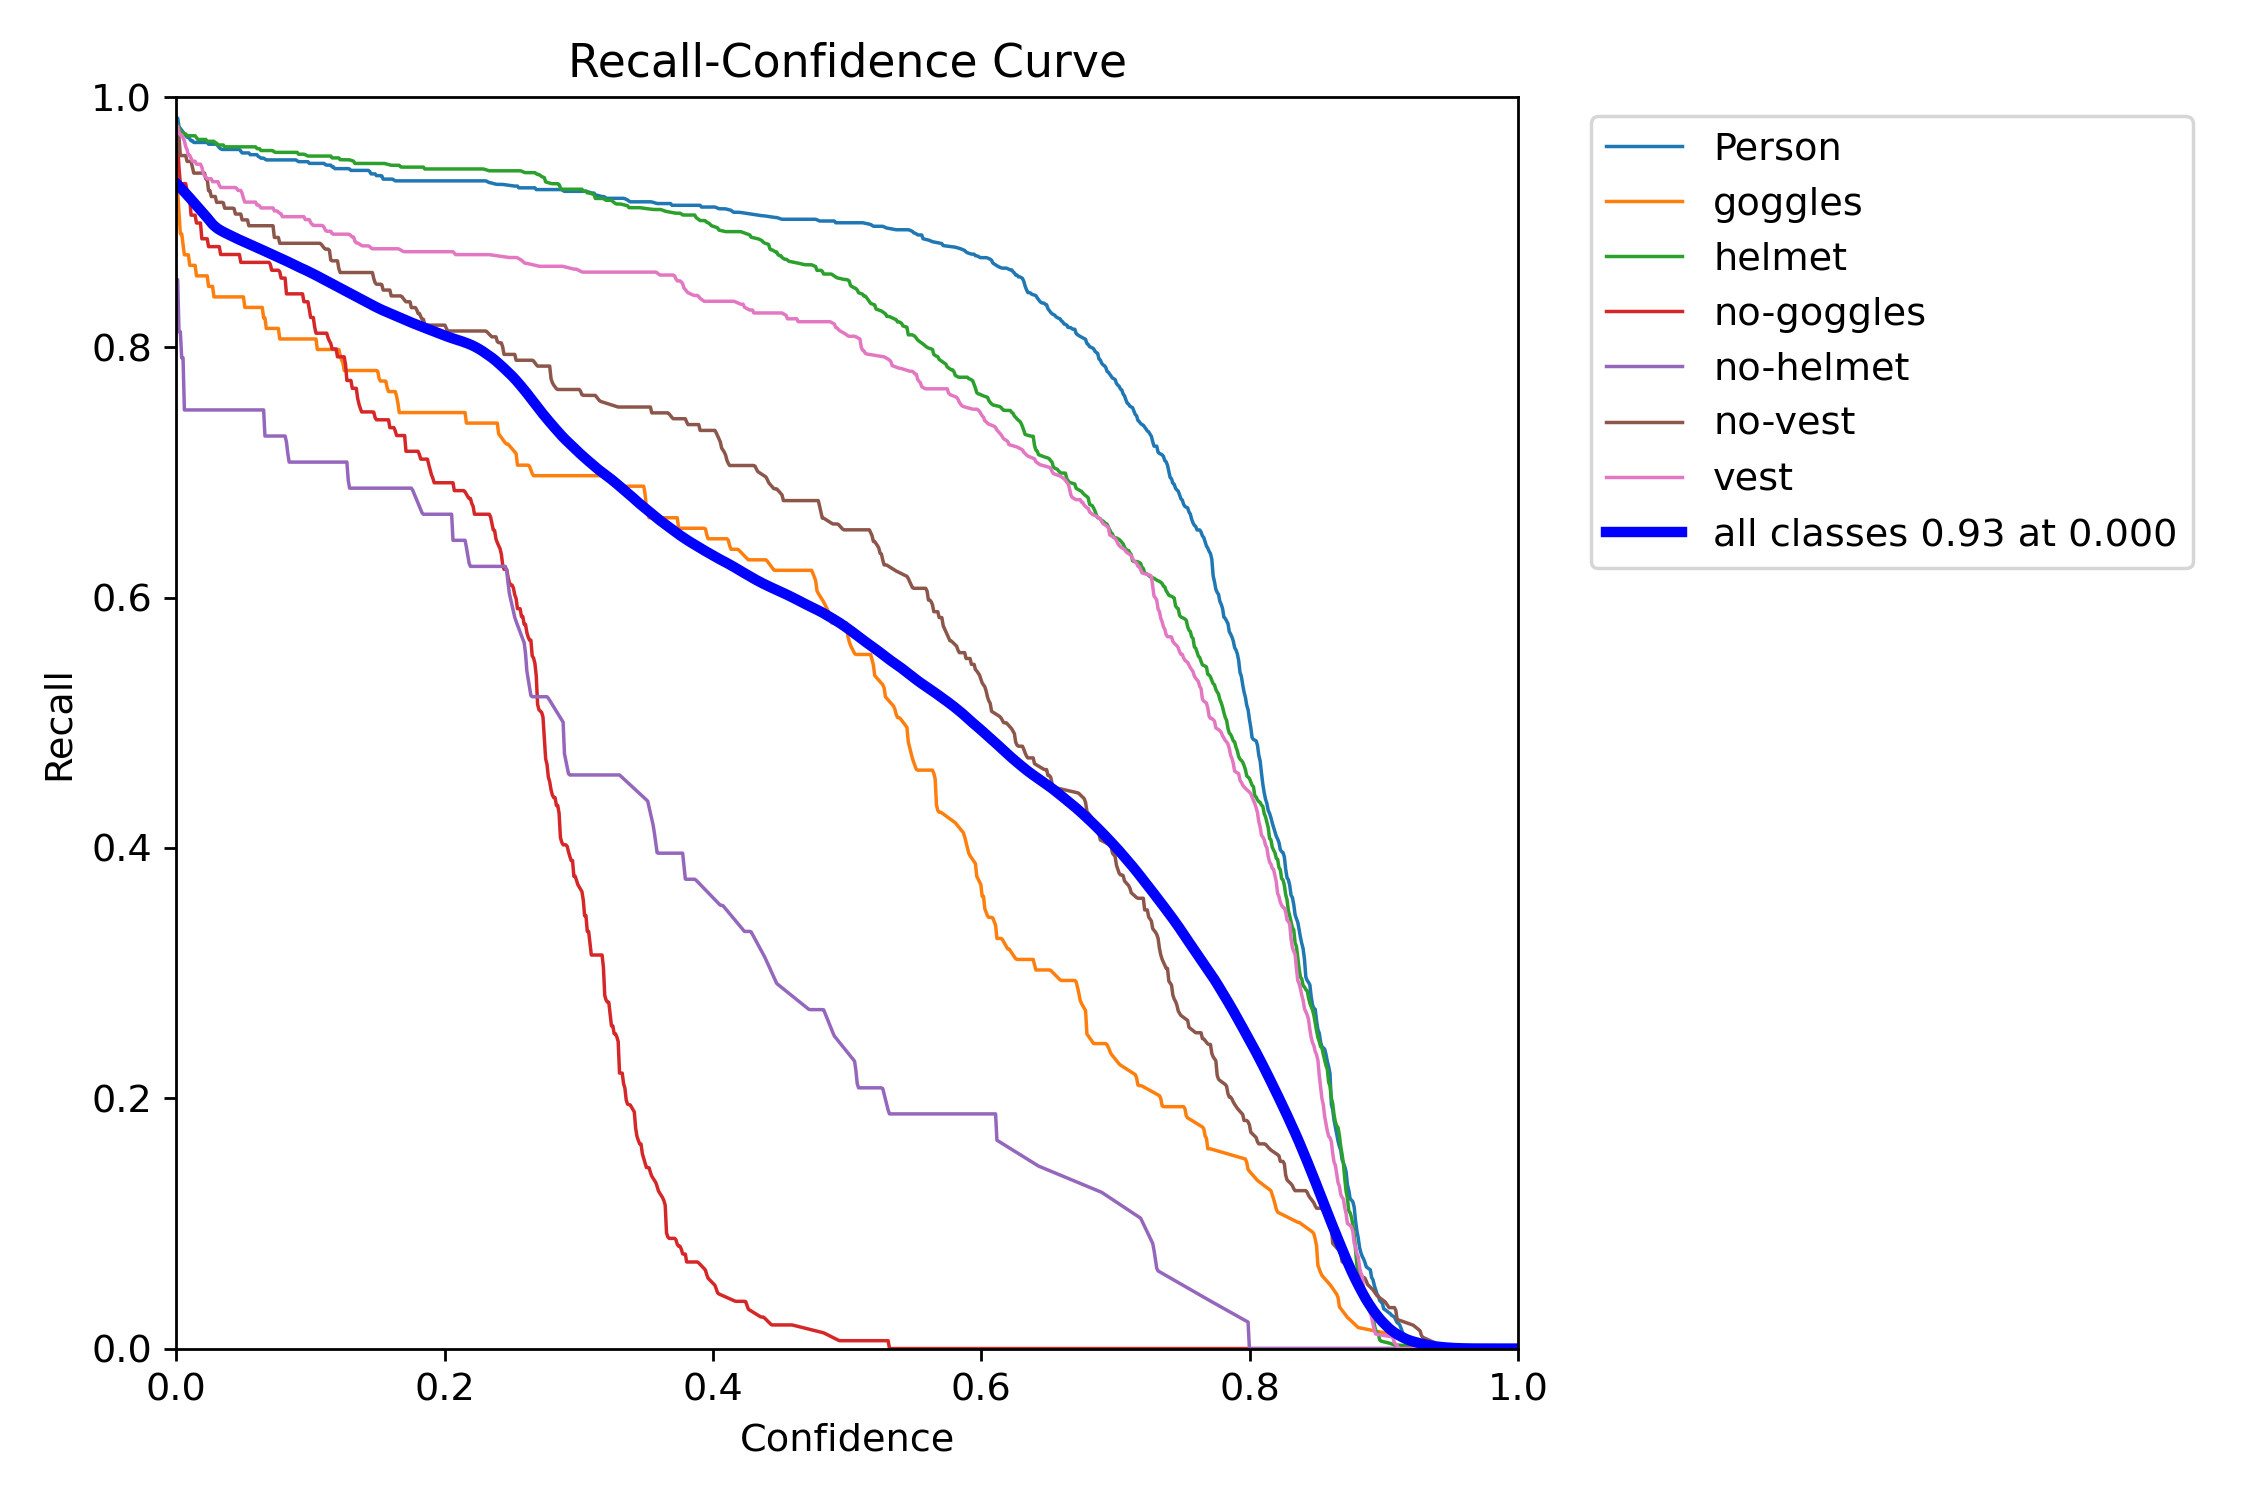 Recall-Confidence Curve
1.0
0.8
0.6
0.4
0.2
0.0
Recall
0.0 0.2 0.4 0.6 0.8 1.0
Confidence
Person
goggles
helmet
no-goggles
no-helmet
no-vest
vest
all classes 0.93 at 0.000